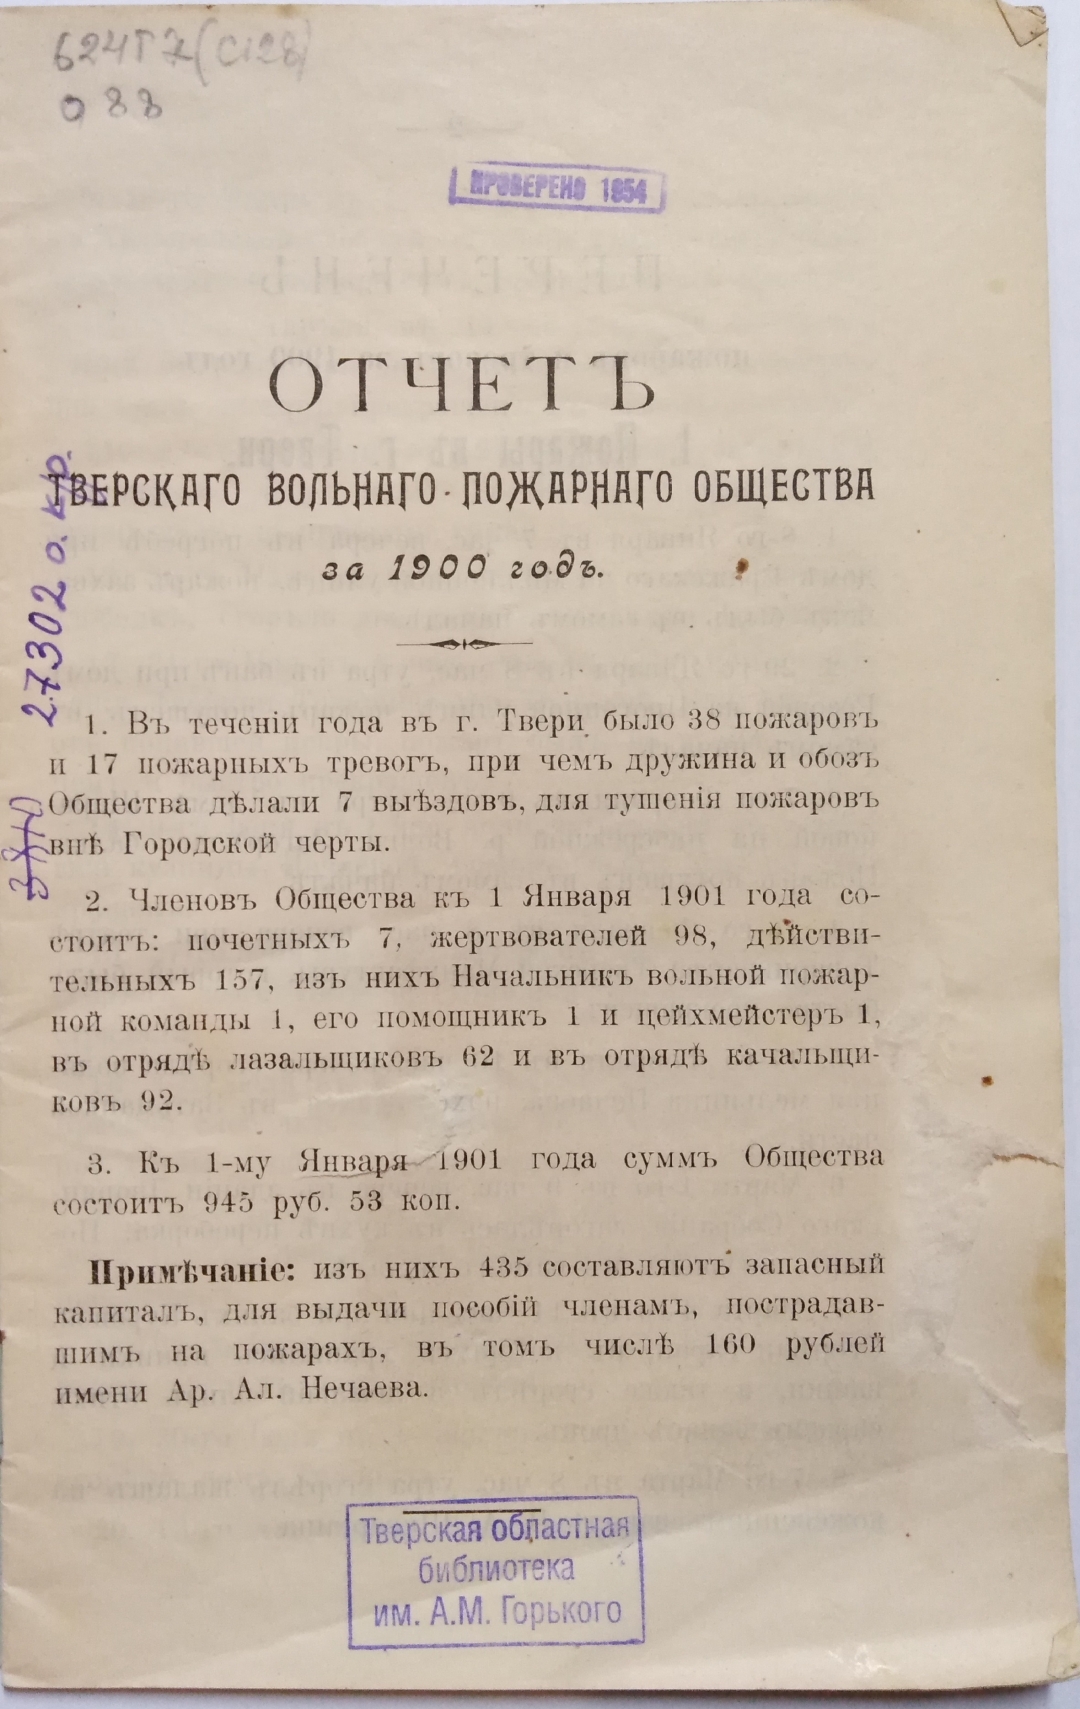 624Г7(С128)
О 88
ПРОВЕРЕНО 1954
ОТЧЕТЪ
ТВЕРСКАГО ВОЛЬНАГО ПОЖАРНАГО ОБЩЕСТВА
за 1900 годъ.
27302 о. кр.
1. Въ теченіи года въ г. Твери было 38 пожаровъ
и 17 пожарныхъ тревогъ, при чемъ дружина и обозъ
Общества дѣлали 7 выѣздовъ, для тушенія пожаровъ
внѣ Городской черты.
2. Членовъ Общества къ 1 Января 1901 года со-
стоитъ: почетныхъ 7, жертвователей 98, дѣйстви-
тельныхъ 157, изъ нихъ Начальникъ вольной пожар-
ной команды 1, его помощникъ 1 и цейхмейстеръ 1,
въ отрядѣ лазальщиковъ 62 и въ отрядѣ качальщи-
ковъ 92.
3. Къ 1-му Января 1901 года суммъ Общества
состоитъ 945 руб. 53 коп.
Примѣчаніе: изъ нихъ 435 составляютъ запасный
капиталъ, для выдачи пособій членамъ, пострадав-
шимъ на пожарахъ, въ томъ числѣ 160 рублей
имени Ар. Ал. Нечаева.
Тверская областная
библиотека
им. А.М. Горького